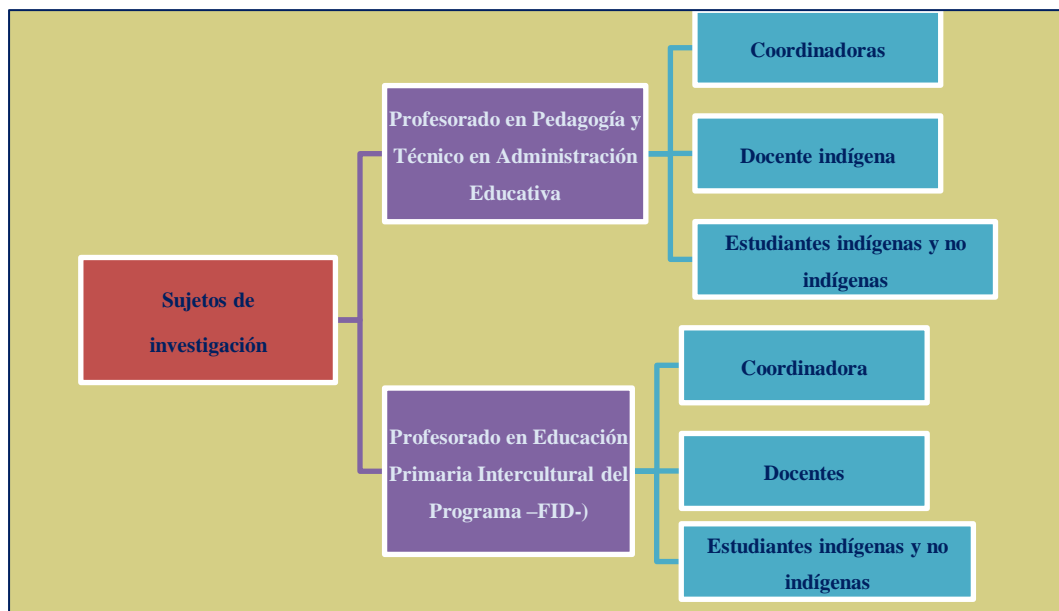 Sujetos de
investigación
Profesorado en Pedagogía y
Técnico en Administración
Educativa
Coordinadoras
Docente indígena
Estudiantes indígenas y no
indígenas
Profesorado en Educación
Primaria Intercultural del
Programa –FID-)
Coordinadora
Docentes
Estudiantes indígenas y no
indígenas